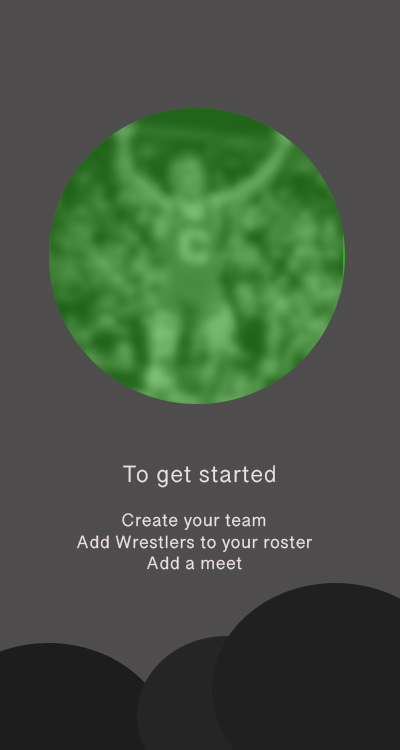 C
To get started
Create your team
Add Wrestlers to your roster
Add a meet